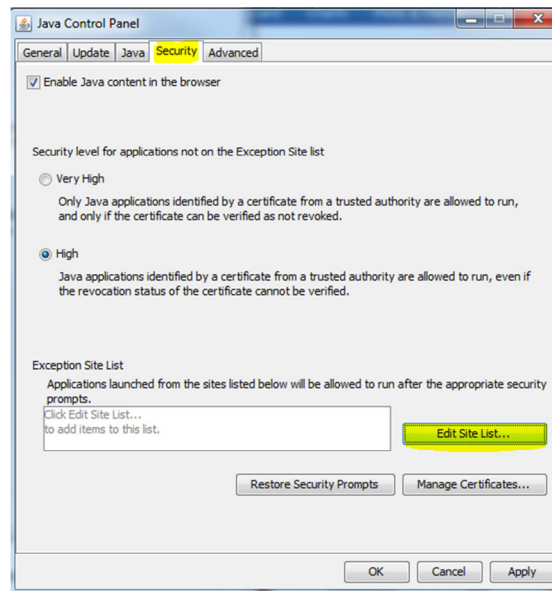 Java Control Panel
General Update Java Security Advanced
Enable Java content in the browser
Security level for applications not on the Exception Site list
Very High
Only Java applications identified by a certificate from a trusted authority are allowed to run,
and only if the certificate can be verified as not revoked.
High
Java applications identified by a certificate from a trusted authority are allowed to run, even if
the revocation status of the certificate cannot be verified.
Exception Site List
Applications launched from the sites listed below will be allowed to run after the appropriate security
prompts.
Click Edit Site List...
to add items to this list.
Edit Site List...
Restore Security Prompts Manage Certificates...
OK Cancel Apply